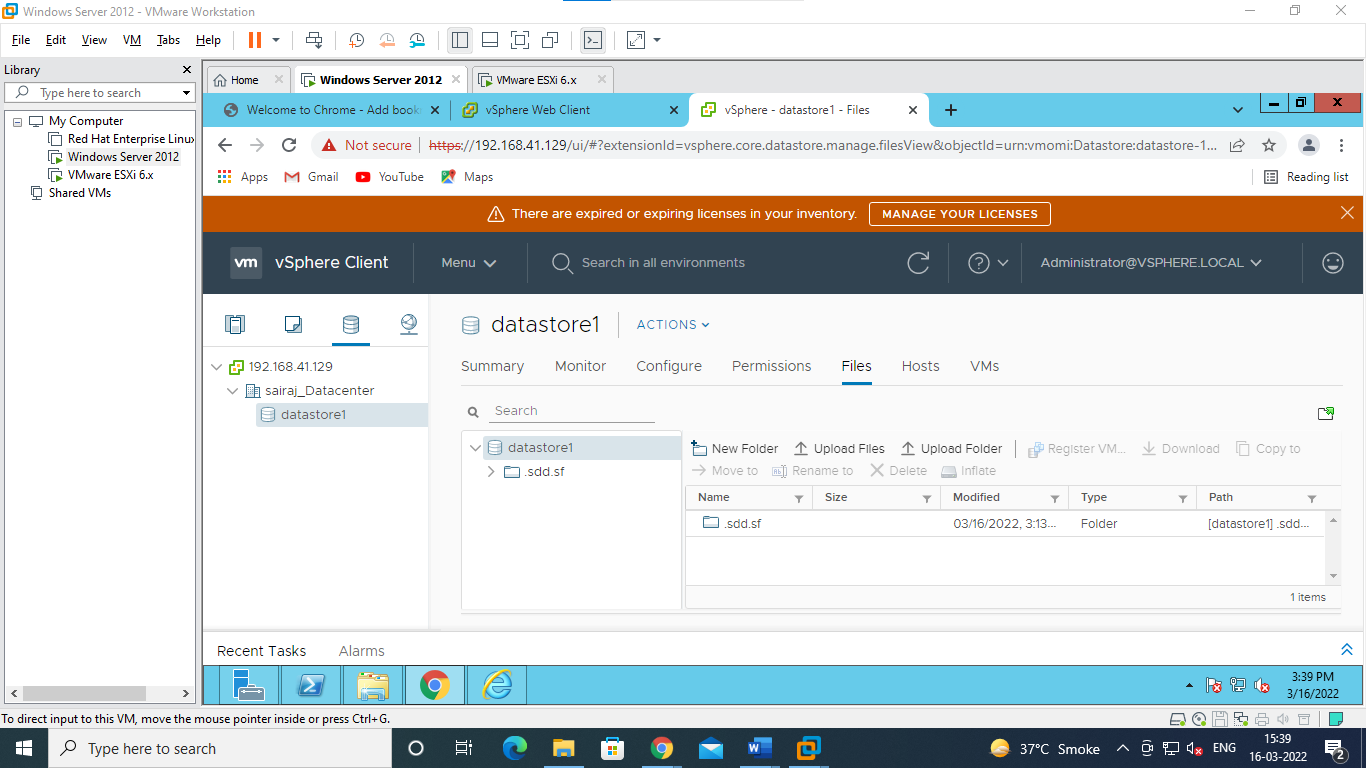 Windows Server 2012 - VMware Workstation
File Edit View VM Tabs Help
Library
Type here to search
My Computer
Red Hat Enterprise Linux
Windows Server 2012
VMware ESXi 6.x
Shared VMs
Home Windows Server 2012 VMware ESXi 6.x
Welcome to Chrome - Add book vSphere Web Client vSphere - datastore1 - Files
Not secure https://192.168.41.129/ui/#?extensionId=vsphere.core.datastore.manage.filesView&objectId=urn:vmomi:Datastore:datastore-1...
Apps Gmail YouTube Maps Reading list
There are expired or expiring licenses in your inventory. MANAGE YOUR LICENSES
vm vSphere Client Menu Search in all environments Administrator@VSPHERE.LOCAL
192.168.41.129
sairaj_Datacenter
datastore1
datastore1 ACTIONS
Summary Monitor Configure Permissions Files Hosts VMs
Search
datastore1
.sdd.sf
New Folder Upload Files Upload Folder Register VM... Download Copy to
Move to Rename to Delete Inflate
Name Size Modified Type Path
.sdd.sf 03/16/2022, 3:13... Folder [datastore1] .sdd...
1 items
Recent Tasks Alarms
3:39 PM
3/16/2022
To direct input to this VM, move the mouse pointer inside or press Ctrl+G.
Type here to search 37°C Smoke ENG 15:39
16-03-2022 2